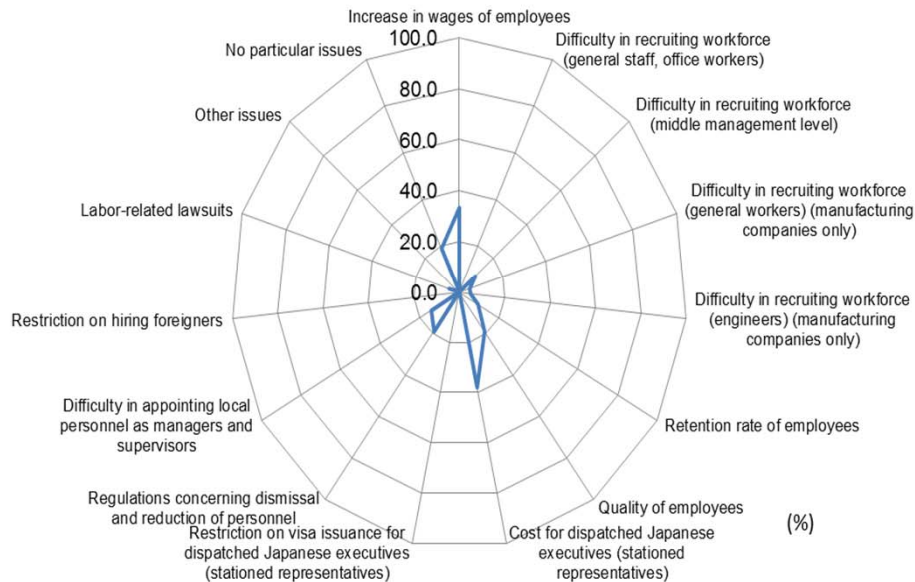 Increase in wages of employees
Difficulty in recruiting workforce
(general staff, office workers)
Difficulty in recruiting workforce
(middle management level)
Difficulty in recruiting workforce
(general workers) (manufacturing
companies only)
Difficulty in recruiting workforce
(engineers) (manufacturing
companies only)
Retention rate of employees
Quality of employees
Cost for dispatched Japanese
executives (stationed
representatives)
Restriction on visa issuance for
dispatched Japanese executives
(stationed representatives)
Regulations concerning dismissal
and reduction of personnel
Difficulty in appointing local
personnel as managers and
supervisors
Restriction on hiring foreigners
Labor-related lawsuits
Other issues
No particular issues
100.0
80.0
60.0
40.0
20.0
0.0
(%)